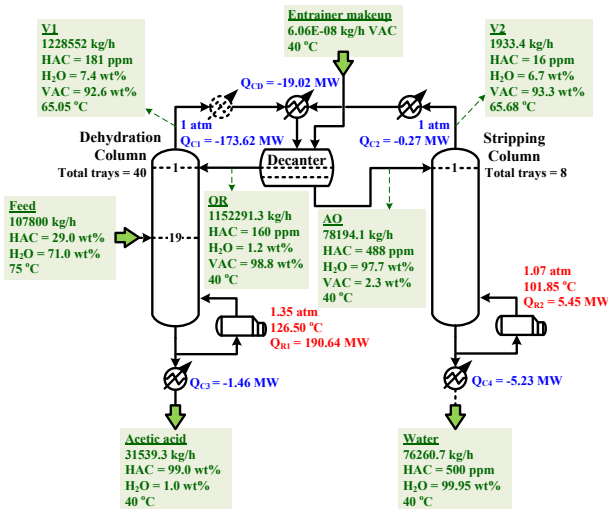 V1
1228552 kg/h
HAC = 181 ppm
H₂O = 7.4 wt%
VAC = 92.6 wt%
65.05 °C
Entrainer makeup
6.06E-08 kg/h VAC
40 °C
V2
1933.4 kg/h
HAC = 16 ppm
H₂O = 6.7 wt%
VAC = 93.3 wt%
65.68 °C
Q_CD = -19.02 MW
1 atm
Q_C1 = -173.62 MW
1 atm
Q_C2 = -0.27 MW
Dehydration
Column
Total trays = 40
Decanter
Stripping
Column
Total trays = 8
1
1
Feed
107800 kg/h
HAC = 29.0 wt%
H₂O = 71.0 wt%
75 °C
19
OR
1152291.3 kg/h
HAC = 160 ppm
H₂O = 1.2 wt%
VAC = 98.8 wt%
40 °C
AO
78194.1 kg/h
HAC = 488 ppm
H₂O = 97.7 wt%
VAC = 2.3 wt%
40 °C
1.35 atm
126.50 °C
Q_R1 = 190.64 MW
1.07 atm
101.85 °C
Q_R2 = 5.45 MW
Q_C3 = -1.46 MW
Q_C4 = -5.23 MW
Acetic acid
31539.3 kg/h
HAC = 99.0 wt%
H₂O = 1.0 wt%
40 °C
Water
76260.7 kg/h
HAC = 500 ppm
H₂O = 99.95 wt%
40 °C